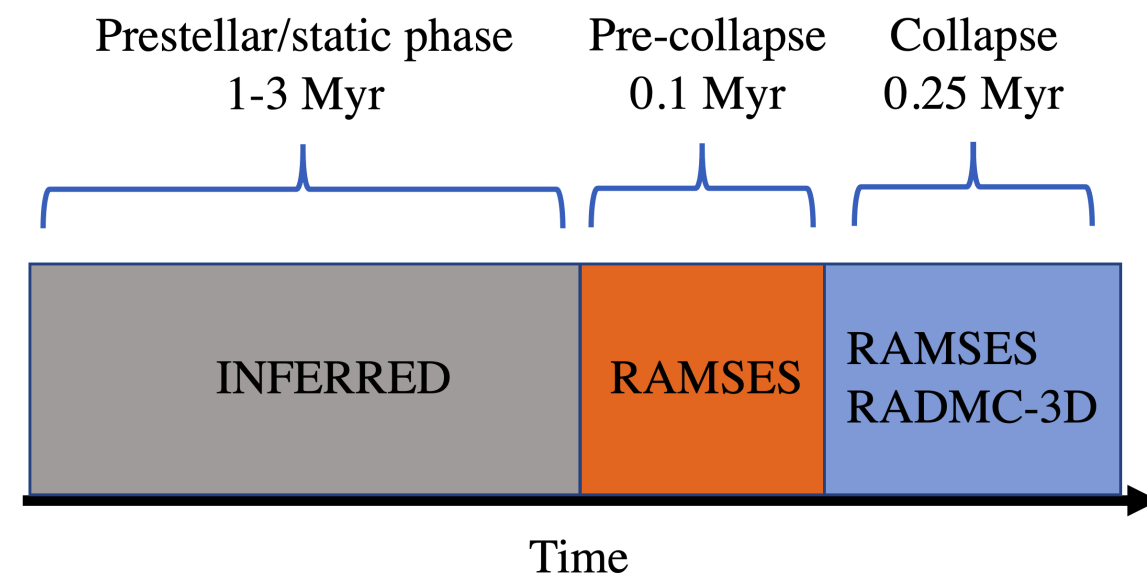 Prestellar/static phase
1-3 Myr
Pre-collapse
0.1 Myr
Collapse
0.25 Myr
INFERRED
RAMSES
RAMSES
RADMC-3D
Time